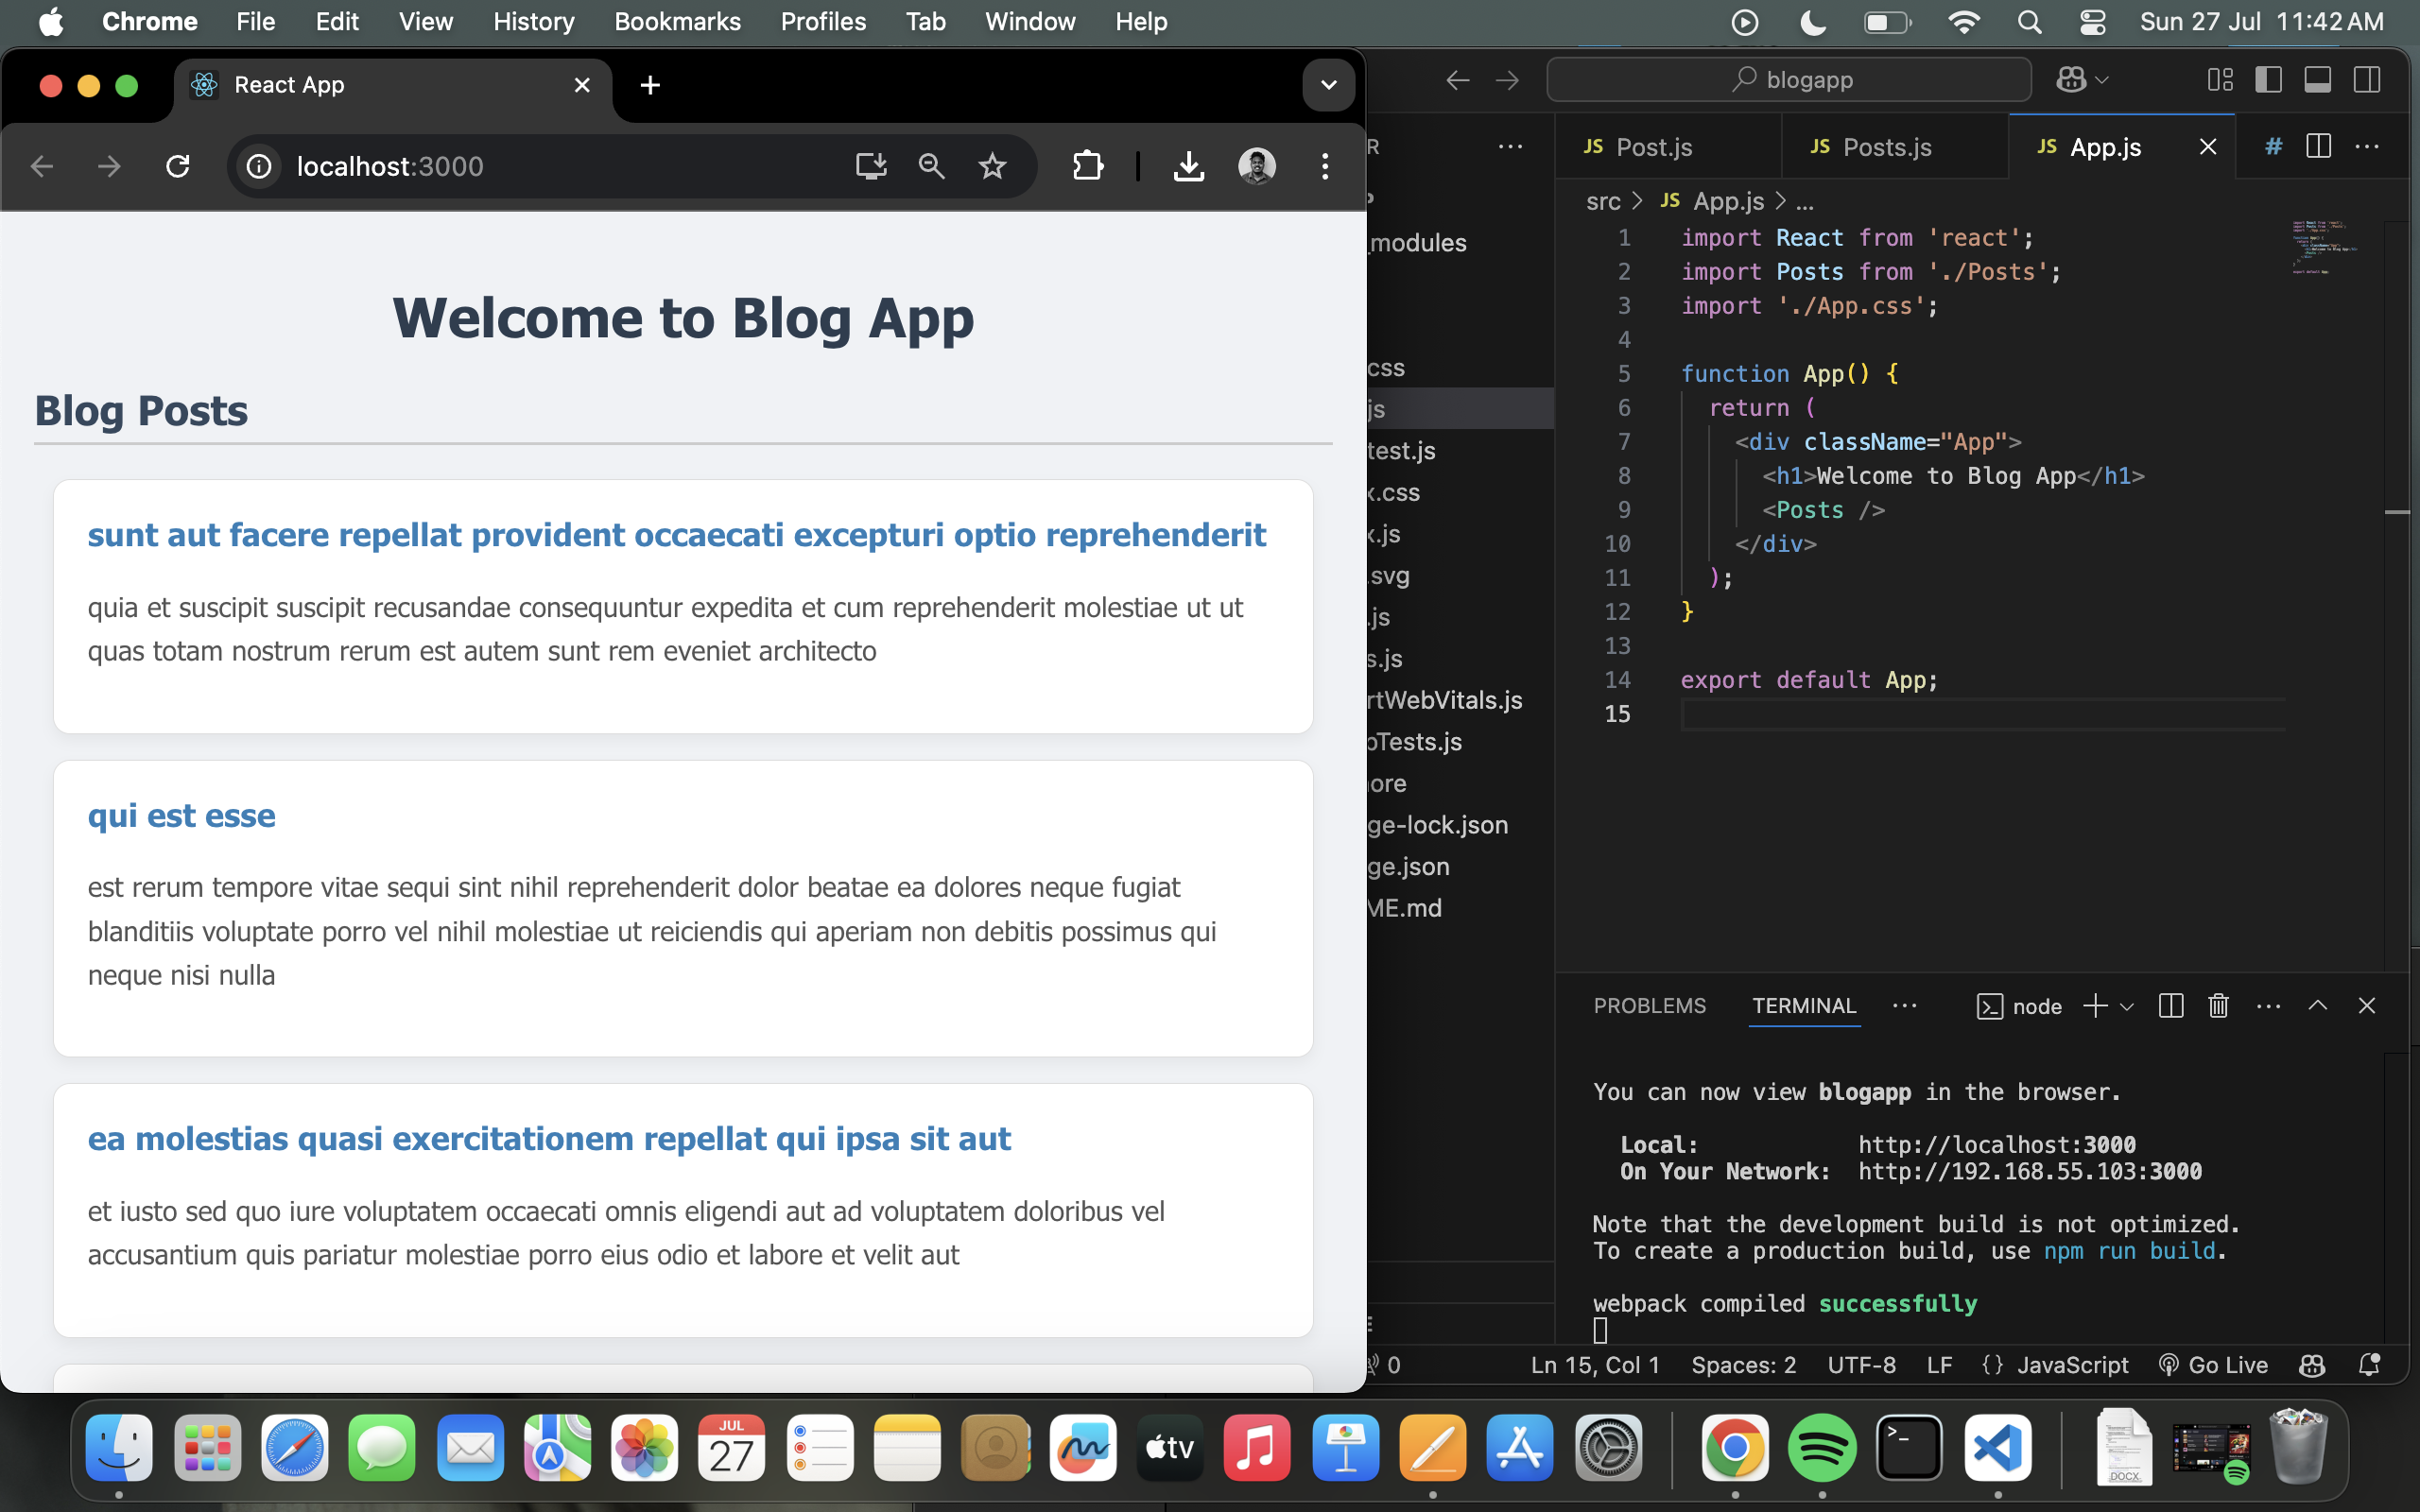 Chrome File Edit View History Bookmarks Profiles Tab Window Help Sun 27 Jul 11:42 AM
React App
localhost:3000
Welcome to Blog App
Blog Posts
sunt aut facere repellat provident occaecati excepturi optio reprehenderit
quia et suscipit suscipit recusandae consequuntur expedita et cum reprehenderit molestiae ut ut
quas totam nostrum rerum est autem sunt rem eveniet architecto
qui est esse
est rerum tempore vitae sequi sint nihil reprehenderit dolor beatae ea dolores neque fugiat
blanditiis voluptate porro vel nihil molestiae ut reiciendis qui aperiam non debitis possimus qui
neque nisi nulla
ea molestias quasi exercitationem repellat qui ipsa sit aut
et iusto sed quo iure voluptatem occaecati omnis eligendi aut ad voluptatem doloribus vel
accusantium quis pariatur molestiae porro eius odio et labore et velit aut
blogapp
R
_modules
css
js
test.js
x.css
x.js
.svg
.js
s.js
rtWebVitals.js
pTests.js
nore
ge-lock.json
ge.json
ME.md
JS Post.js JS Posts.js JS App.js #
src > JS App.js > ...
1 import React from 'react';
2 import Posts from './Posts';
3 import './App.css';
4
5 function App() {
6 return (
7 <div className="App">
8 <h1>Welcome to Blog App</h1>
9 <Posts />
10 </div>
11 );
12 }
13
14 export default App;
15
PROBLEMS TERMINAL ... node
You can now view blogapp in the browser.
Local: http://localhost:3000
On Your Network: http://192.168.55.103:3000
Note that the development build is not optimized.
To create a production build, use npm run build.
webpack compiled successfully
0 Ln 15, Col 1 Spaces: 2 UTF-8 LF {} JavaScript Go Live
JUL
27
tv
>_
DOCX